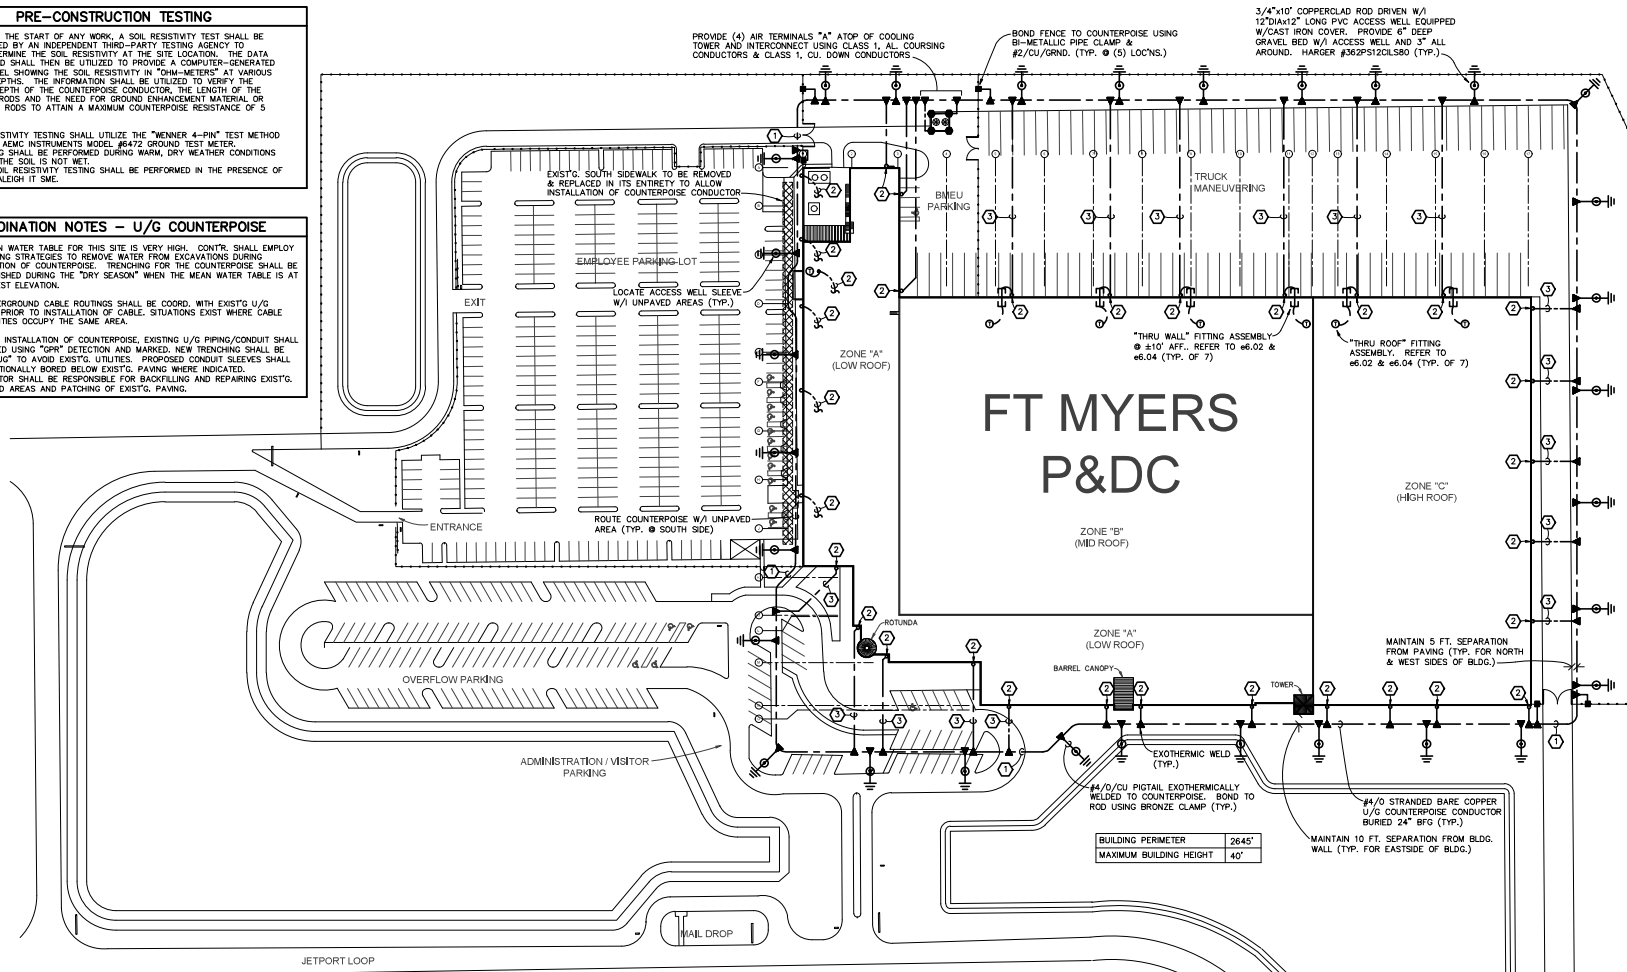 PRE-CONSTRUCTION TESTING
THE START OF ANY WORK, A SOIL RESISTIVITY TEST SHALL BE
ED BY AN INDEPENDENT THIRD-PARTY TESTING AGENCY TO
ERMINE THE SOIL RESISTIVITY AT THE SITE LOCATION. THE DATA
D SHALL THEN BE UTILIZED TO PROVIDE A COMPUTER-GENERATED
EL SHOWING THE SOIL RESISTIVITY IN "OHM-METERS" AT VARIOUS
EPTHS. THE INFORMATION SHALL BE UTILIZED TO VERIFY THE
EPTH OF THE COUNTERPOISE CONDUCTOR, THE LENGTH OF THE
RODS AND THE NEED FOR GROUND ENHANCEMENT MATERIAL OR
RODS TO ATTAIN A MAXIMUM COUNTERPOISE RESISTANCE OF 5
STIVITY TESTING SHALL UTILIZE THE "WENNER 4-PIN" TEST METHOD
AEMC INSTRUMENTS MODEL #6472 GROUND TEST METER.
G SHALL BE PERFORMED DURING WARM, DRY WEATHER CONDITIONS
THE SOIL IS NOT WET.
OIL RESISTIVITY TESTING SHALL BE PERFORMED IN THE PRESENCE OF
ALEIGH IT SME.
DINATION NOTES - U/G COUNTERPOISE
N WATER TABLE FOR THIS SITE IS VERY HIGH. CONT'R. SHALL EMPLOY
NG STRATEGIES TO REMOVE WATER FROM EXCAVATIONS DURING
TION OF COUNTERPOISE. TRENCHING FOR THE COUNTERPOISE SHALL BE
SHED DURING THE "DRY SEASON" WHEN THE MEAN WATER TABLE IS AT
EST ELEVATION.
ERGROUND CABLE ROUTINGS SHALL BE COORD. WITH EXIST'G U/G
PRIOR TO INSTALLATION OF CABLE. SITUATIONS EXIST WHERE CABLE
ITIES OCCUPY THE SAME AREA.
INSTALLATION OF COUNTERPOISE, EXISTING U/G PIPING/CONDUIT SHALL
ED USING "GPR" DETECTION AND MARKED. NEW TRENCHING SHALL BE
UG" TO AVOID EXIST'G. UTILITIES. PROPOSED CONDUIT SLEEVES SHALL
TIONALLY BORED BELOW EXIST'G. PAVING WHERE INDICATED.
TOR SHALL BE RESPONSIBLE FOR BACKFILLING AND REPAIRING EXIST'G.
D AREAS AND PATCHING OF EXIST'G. PAVING.
PROVIDE (4) AIR TERMINALS "A" ATOP OF COOLING
TOWER AND INTERCONNECT USING CLASS 1, AL. COURSING
CONDUCTORS & CLASS 1, CU. DOWN CONDUCTORS
BOND FENCE TO COUNTERPOISE USING
BI-METALLIC PIPE CLAMP &
#2/CU/GRND. (TYP. @ (5) LOC'NS.)
3/4"x10' COPPERCLAD ROD DRIVEN W/I
12"DIAx12" LONG PVC ACCESS WELL EQUIPPED
W/CAST IRON COVER. PROVIDE 6" DEEP
GRAVEL BED W/I ACCESS WELL AND 3" ALL
AROUND. HARGER #362PS12CILS80 (TYP.)
EXIST'G. SOUTH SIDEWALK TO BE REMOVED
& REPLACED IN ITS ENTIRETY TO ALLOW
INSTALLATION OF COUNTERPOISE CONDUCTOR
EMPLOYEE PARKING LOT
LOCATE ACCESS WELL SLEEVE
W/I UNPAVED AREAS (TYP.)
EXIT
ENTRANCE
ROUTE COUNTERPOISE W/I UNPAVED
AREA (TYP. @ SOUTH SIDE)
BMEU
PARKING
TRUCK
MANEUVERING
"THRU WALL" FITTING ASSEMBLY
@ ±10' AFF.. REFER TO e6.02 &
e6.04 (TYP. OF 7)
"THRU ROOF" FITTING
ASSEMBLY. REFER TO
e6.02 & e6.04 (TYP. OF 7)
ZONE "A"
(LOW ROOF)
FT MYERS
P&DC
ZONE "B"
(MID ROOF)
ZONE "C"
(HIGH ROOF)
ZONE "A"
(LOW ROOF)
ROTUNDA
BARREL CANOPY
TOWER
MAINTAIN 5 FT. SEPARATION
FROM PAVING (TYP. FOR NORTH
& WEST SIDES OF BLDG.)
OVERFLOW PARKING
ADMINISTRATION / VISITOR
PARKING
EXOTHERMIC WELD
(TYP.)
#4/0/CU PIGTAIL EXOTHERMICALLY
WELDED TO COUNTERPOISE. BOND TO
ROD USING BRONZE CLAMP (TYP.)
#4/0 STRANDED BARE COPPER
U/G COUNTERPOISE CONDUCTOR
BURIED 24" BFG (TYP.)
MAINTAIN 10 FT. SEPARATION FROM BLDG.
WALL (TYP. FOR EASTSIDE OF BLDG.)
BUILDING PERIMETER 2645'
MAXIMUM BUILDING HEIGHT 40'
MAIL DROP
JETPORT LOOP